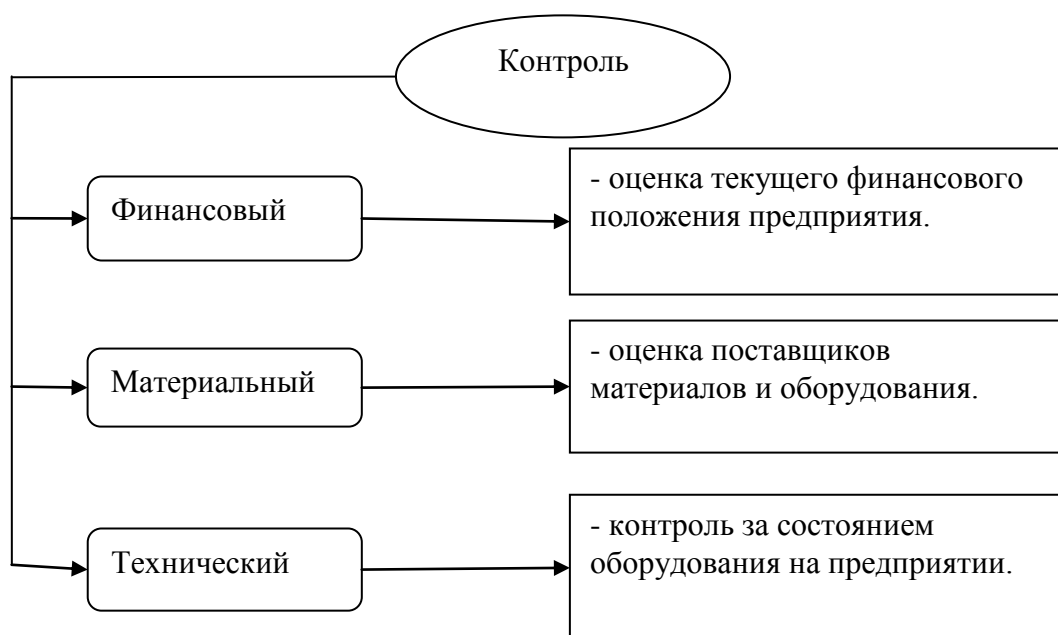 Контроль
Финансовый
- оценка текущего финансового
положения предприятия.
Материальный
- оценка поставщиков
материалов и оборудования.
Технический
- контроль за состоянием
оборудования на предприятии.